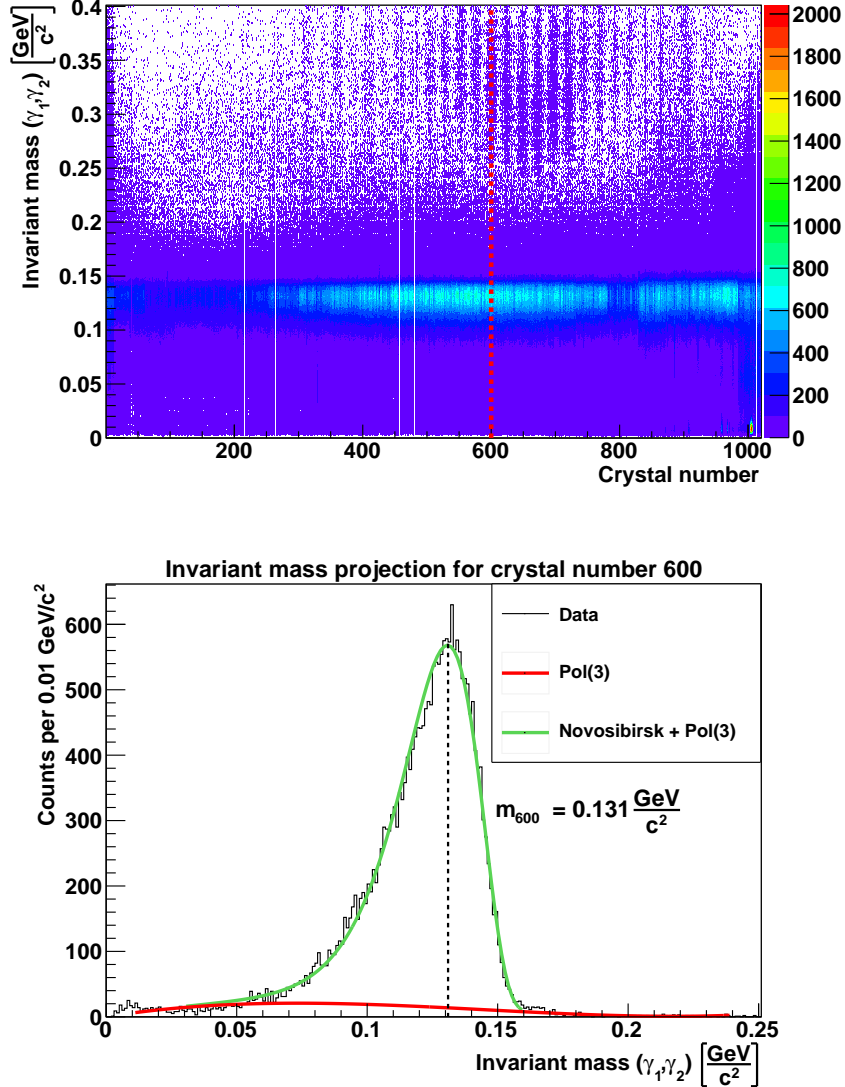 Invariant mass (γ₁,γ₂) [GeV/c²]
0.4
0.35
0.3
0.25
0.2
0.15
0.1
0.05
0
200 400 600 800 1000
Crystal number
2000
1800
1600
1400
1200
1000
800
600
400
200
0
Invariant mass projection for crystal number 600
Counts per 0.01 GeV/c²
600
500
400
300
200
100
0
Data
Pol(3)
Novosibirsk + Pol(3)
m₆₀₀ = 0.131 GeV/c²
0 0.05 0.1 0.15 0.2 0.25
Invariant mass (γ₁,γ₂) [GeV/c²]